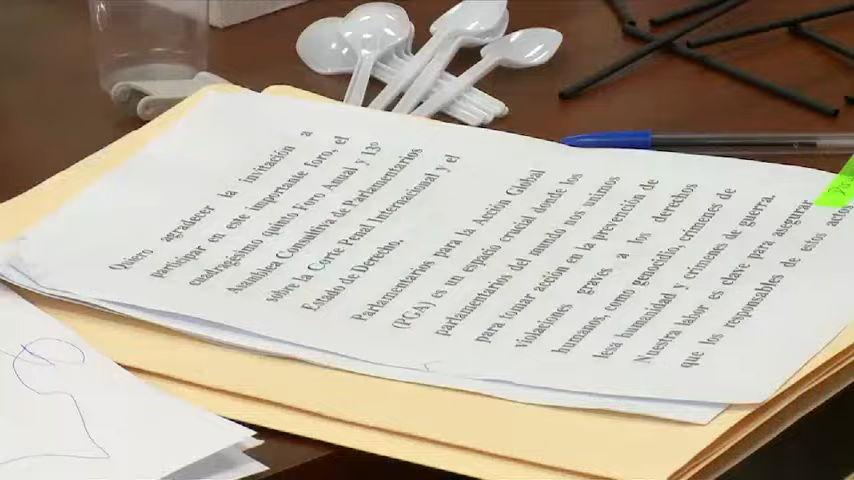 Quiero agradecer la invitación a
participar en este importante foro, el
cuadragésimo quinto Foro Anual y 13º
Asamblea Consultiva de Parlamentarios
sobre la Corte Penal Internacional y el
Estado de Derecho.
Parlamentarios para la Acción Global
(PGA) es un espacio crucial donde los
parlamentarios del mundo nos unimos
para tomar acción en la prevención de
violaciones graves a los derechos
humanos, como genocidio, crímenes de
lesa humanidad y crímenes de guerra.
Nuestra labor es clave para asegurar
que los responsables de estos actos